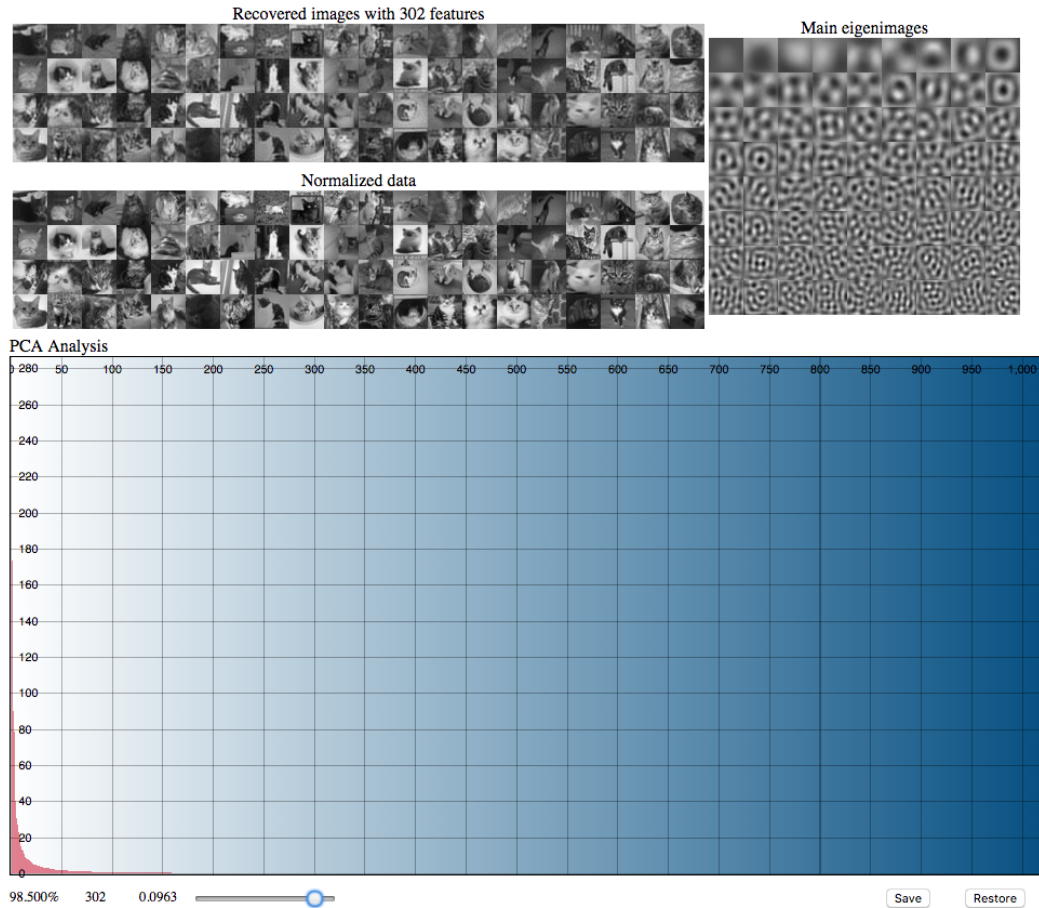 Recovered images with 302 features
Main eigenimages
Normalized data
PCA Analysis
50 100 150 200 250 300 350 400 450 500 550 600 650 700 750 800 850 900 950 1,000
280
260
240
220
200
180
160
140
120
100
80
60
40
20
0
98.500% 302 0.0963 Save Restore